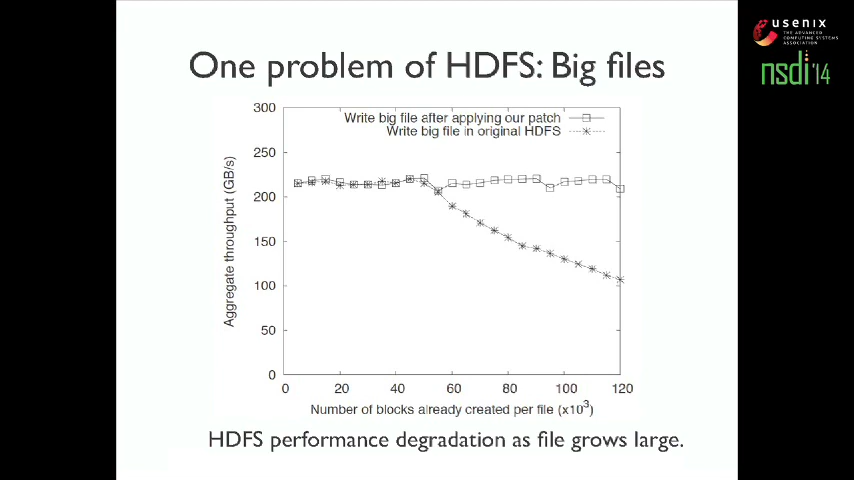 One problem of HDFS: Big files
usenix
THE ADVANCED
COMPUTING SYSTEMS
ASSOCIATION
nsdi '14
Write big file after applying our patch
Write big file in original HDFS
300
250
200
150
100
50
0
Aggregate throughput (GB/s)
0 20 40 60 80 100 120
Number of blocks already created per file (x10³)
HDFS performance degradation as file grows large.